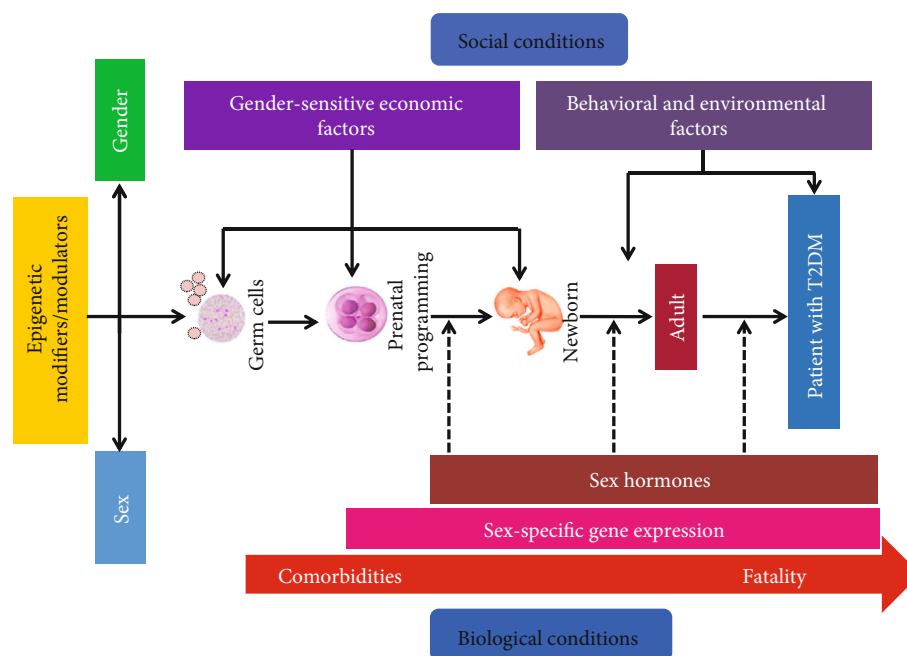 Social conditions
Gender-sensitive economic
factors
Behavioral and environmental
factors
Gender
Epigenetic
modifiers/modulators
Sex
Germ cells
Prenatal
programming
Newborn
Adult
Patient with T2DM
Sex hormones
Sex-specific gene expression
Comorbidities
Fatality
Biological conditions